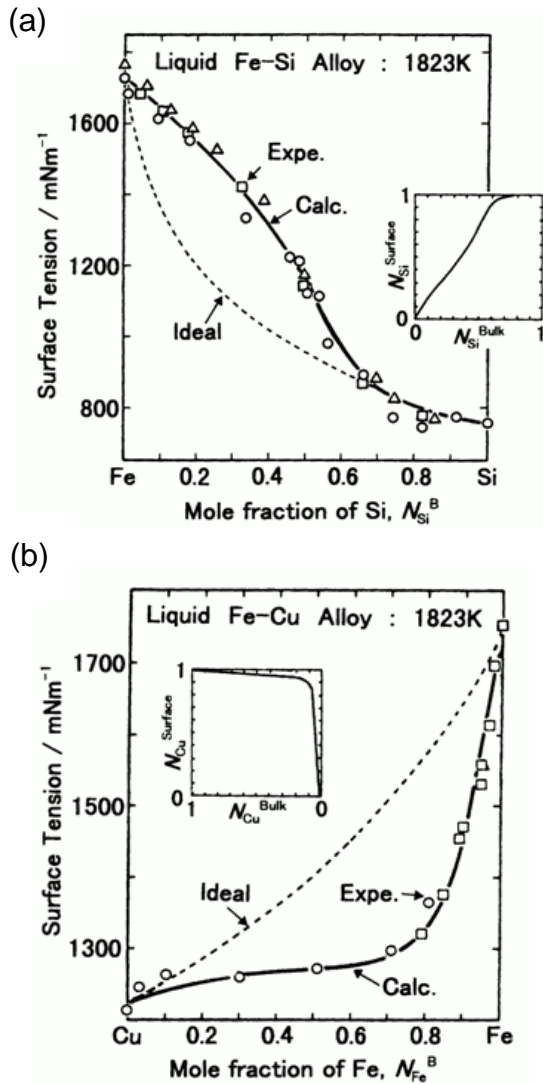 (a)
Liquid Fe-Si Alloy : 1823K
Surface Tension / mNm⁻¹
1600
1200
800
Expe.
Calc.
Ideal
N_Si^Surface
1
0
0
N_Si^Bulk
1
Fe
0.2
0.4
0.6
0.8
Si
Mole fraction of Si, N_Si^B
(b)
Liquid Fe-Cu Alloy : 1823K
Surface Tension / mNm⁻¹
1700
1500
1300
N_Cu^Surface
1
0
1
N_Cu^Bulk
0
Ideal
Expe.
Calc.
Cu
0.2
0.4
0.6
0.8
Fe
Mole fraction of Fe, N_Fe^B